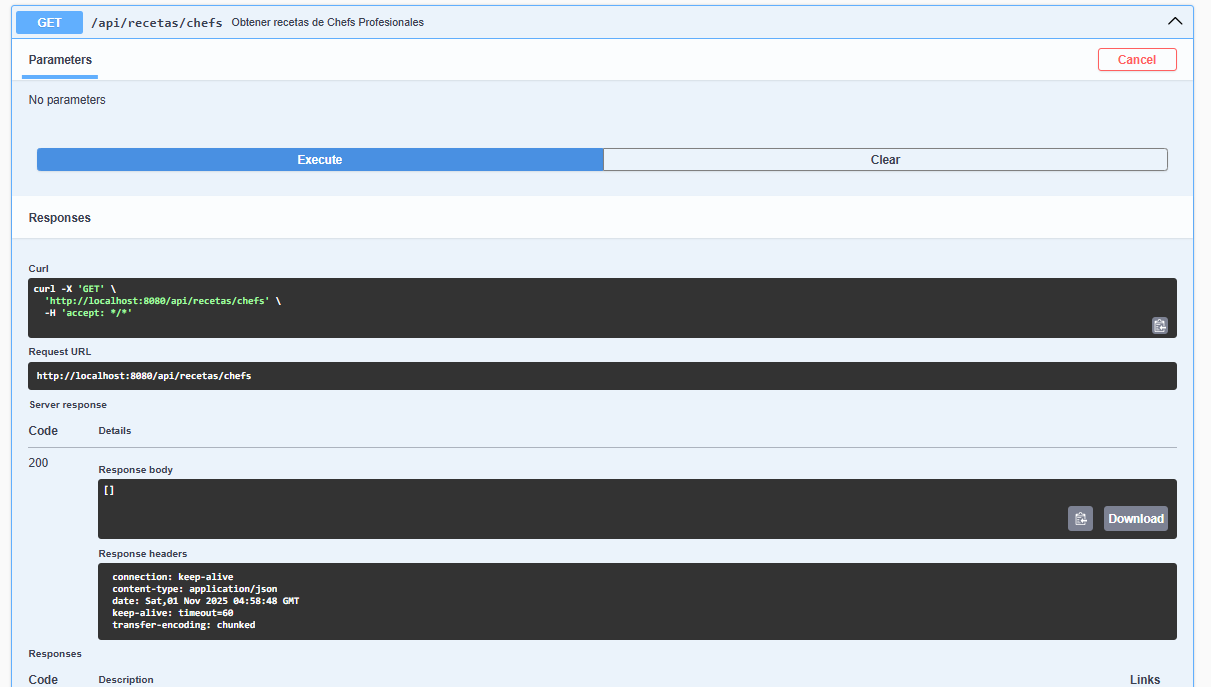 GET /api/recetas/chefs Obtener recetas de Chefs Profesionales
Parameters
Cancel
No parameters
Execute
Clear
Responses
Curl
curl -X 'GET' \
'http://localhost:8080/api/recetas/chefs' \
-H 'accept: */*'
Request URL
http://localhost:8080/api/recetas/chefs
Server response
Code Details
200
Response body
[]
Download
Response headers
connection: keep-alive
content-type: application/json
date: Sat,01 Nov 2025 04:58:48 GMT
keep-alive: timeout=60
transfer-encoding: chunked
Responses
Code Description Links